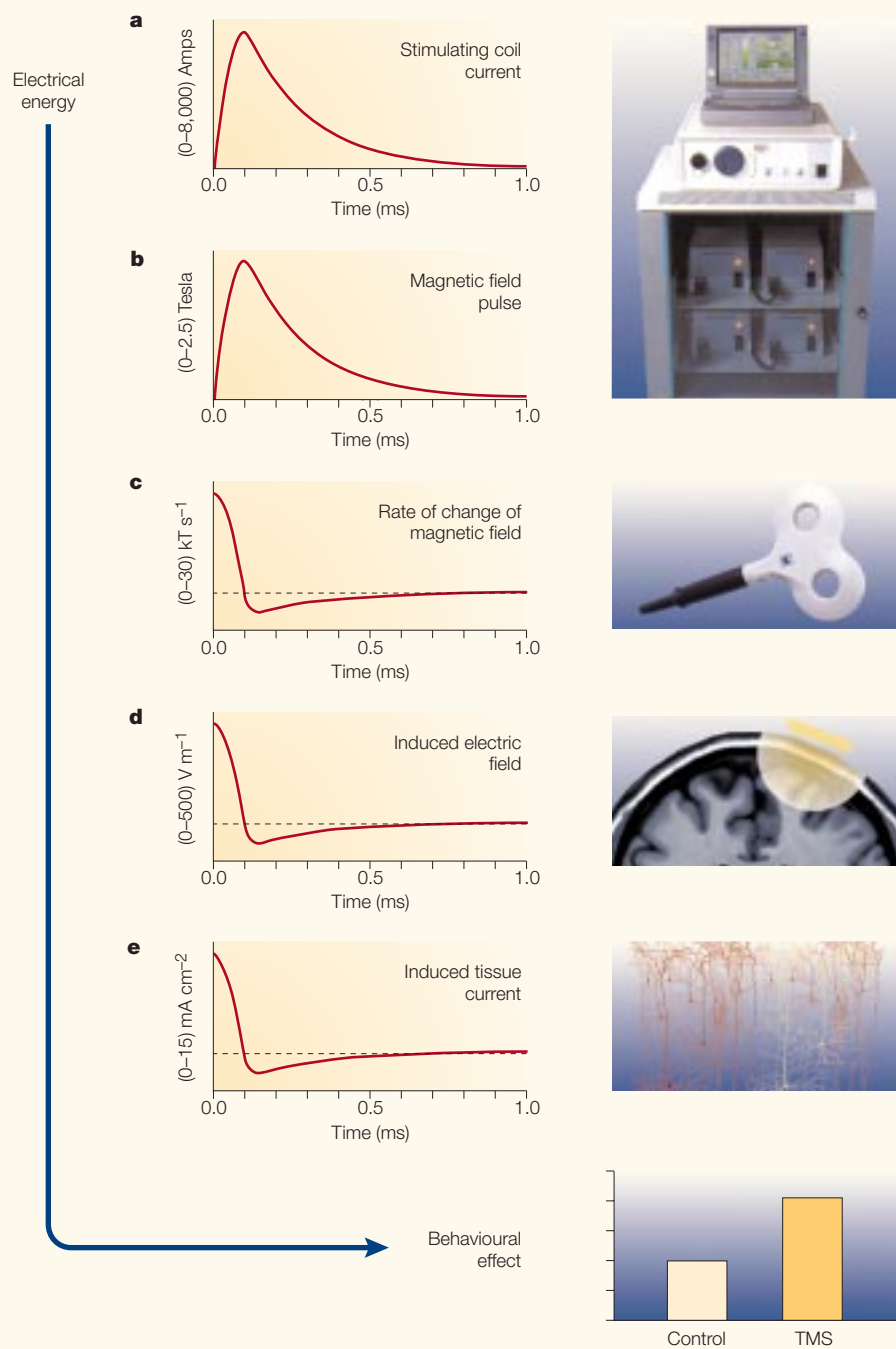 a
(0–8,000) Amps
Stimulating coil
current
Electrical
energy
0.0 0.5 1.0
Time (ms)
b
(0–2.5) Tesla
Magnetic field
pulse
0.0 0.5 1.0
Time (ms)
c
(0–30) kT s⁻¹
Rate of change of
magnetic field
0.0 0.5 1.0
Time (ms)
d
(0–500) V m⁻¹
Induced electric
field
0.0 0.5 1.0
Time (ms)
e
(0–15) mA cm⁻²
Induced tissue
current
0.0 0.5 1.0
Time (ms)
Behavioural
effect
Control TMS